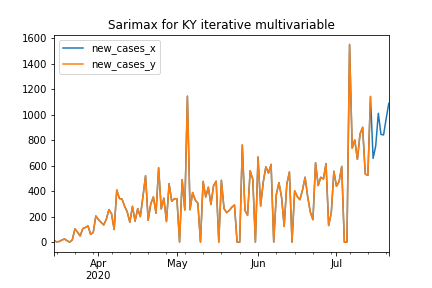 Sarimax for KY iterative multivariable
1600
1400
1200
1000
800
600
400
200
0
new_cases_x
new_cases_y
Apr
2020
May
Jun
Jul